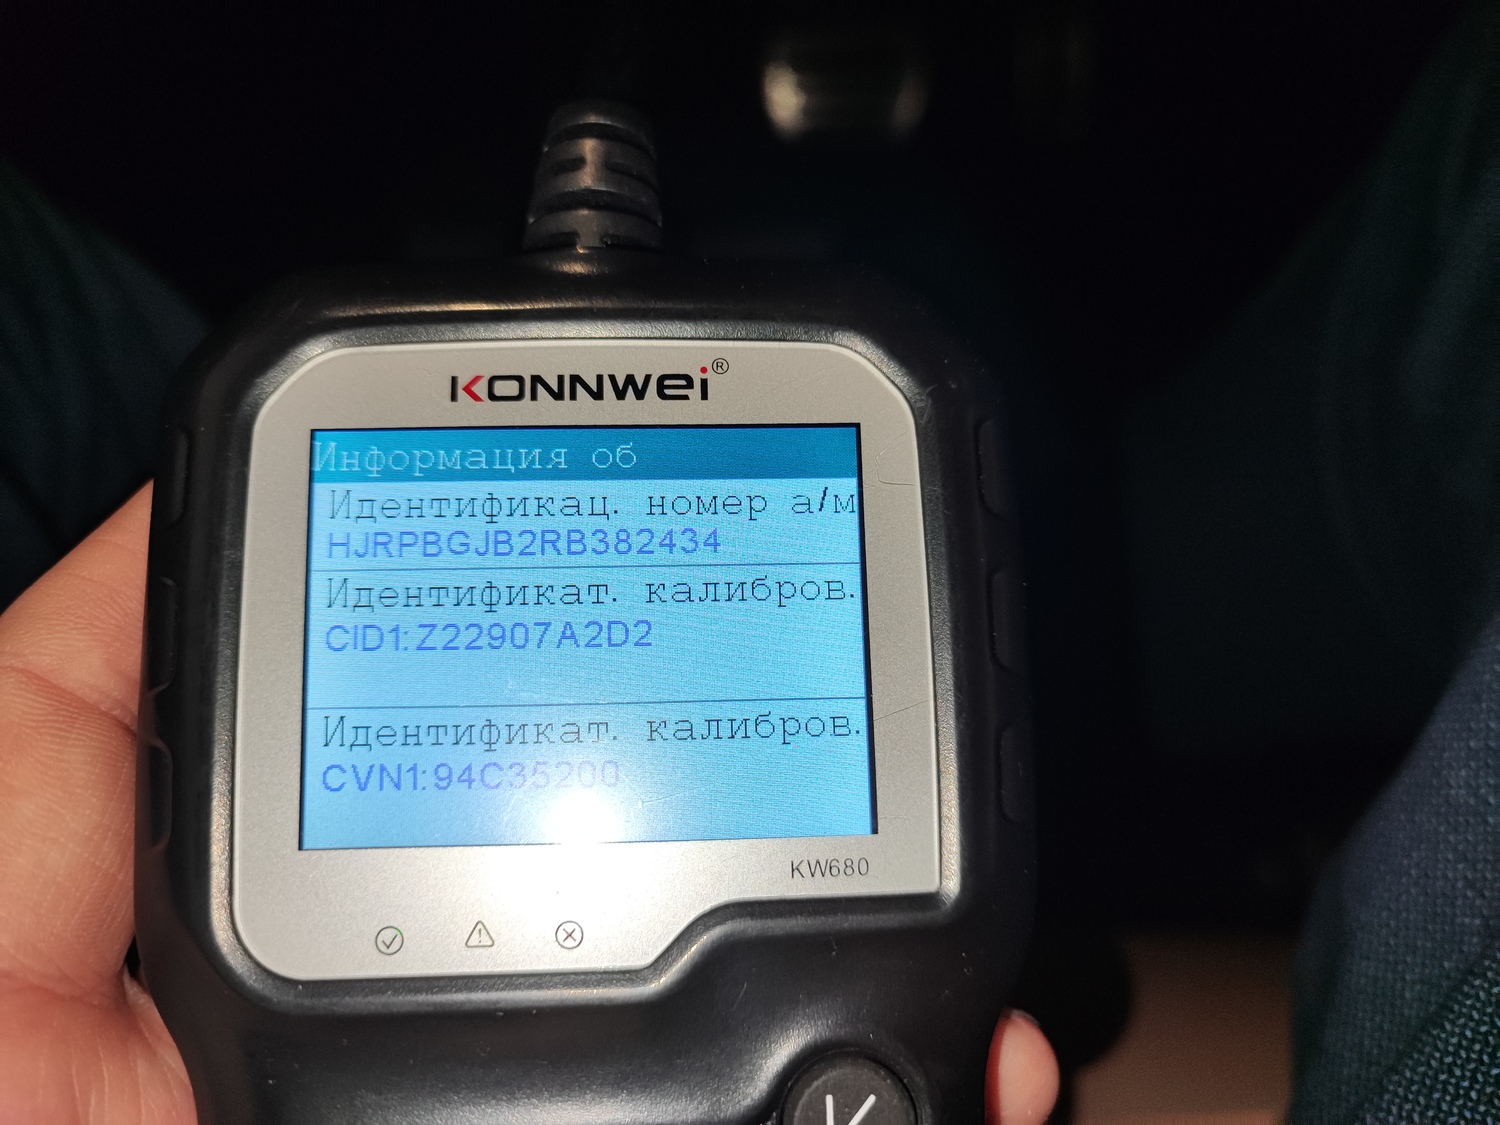 KONNWEI®
Информация об
Идентификац. номер а/м
HJRPBGJB2RB382434
Идентификат. калибров.
CID1:Z22907A2D2
Идентификат. калибров.
CVN1:94C35200
KW680